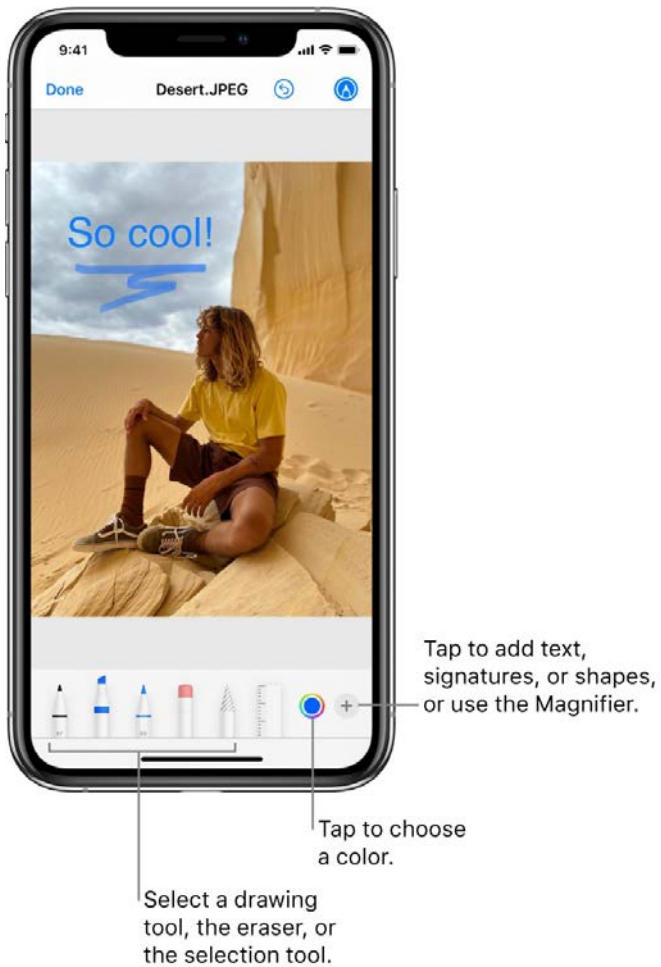 9:41
Done Desert.JPEG
So cool!
Tap to add text,
signatures, or shapes,
or use the Magnifier.
Tap to choose
a color.
Select a drawing
tool, the eraser, or
the selection tool.